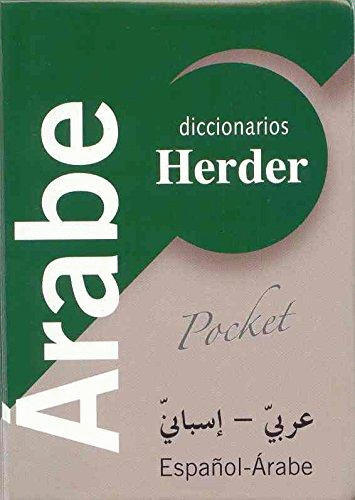 Árabe
diccionarios
Herder
Pocket
عربيّ – إسبانيّ
Español-Árabe